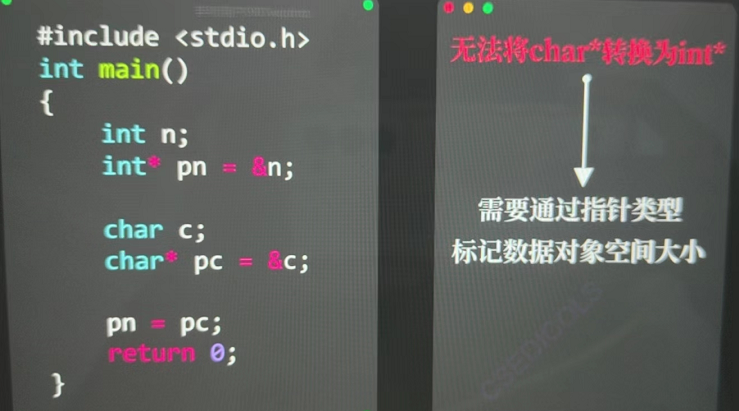 #include <stdio.h>
int main()
{
int n;
int* pn = &n;
char c;
char* pc = &c;
pn = pc;
return 0;
}
无法将char*转换为int*
需要通过指针类型
标记数据对象空间大小